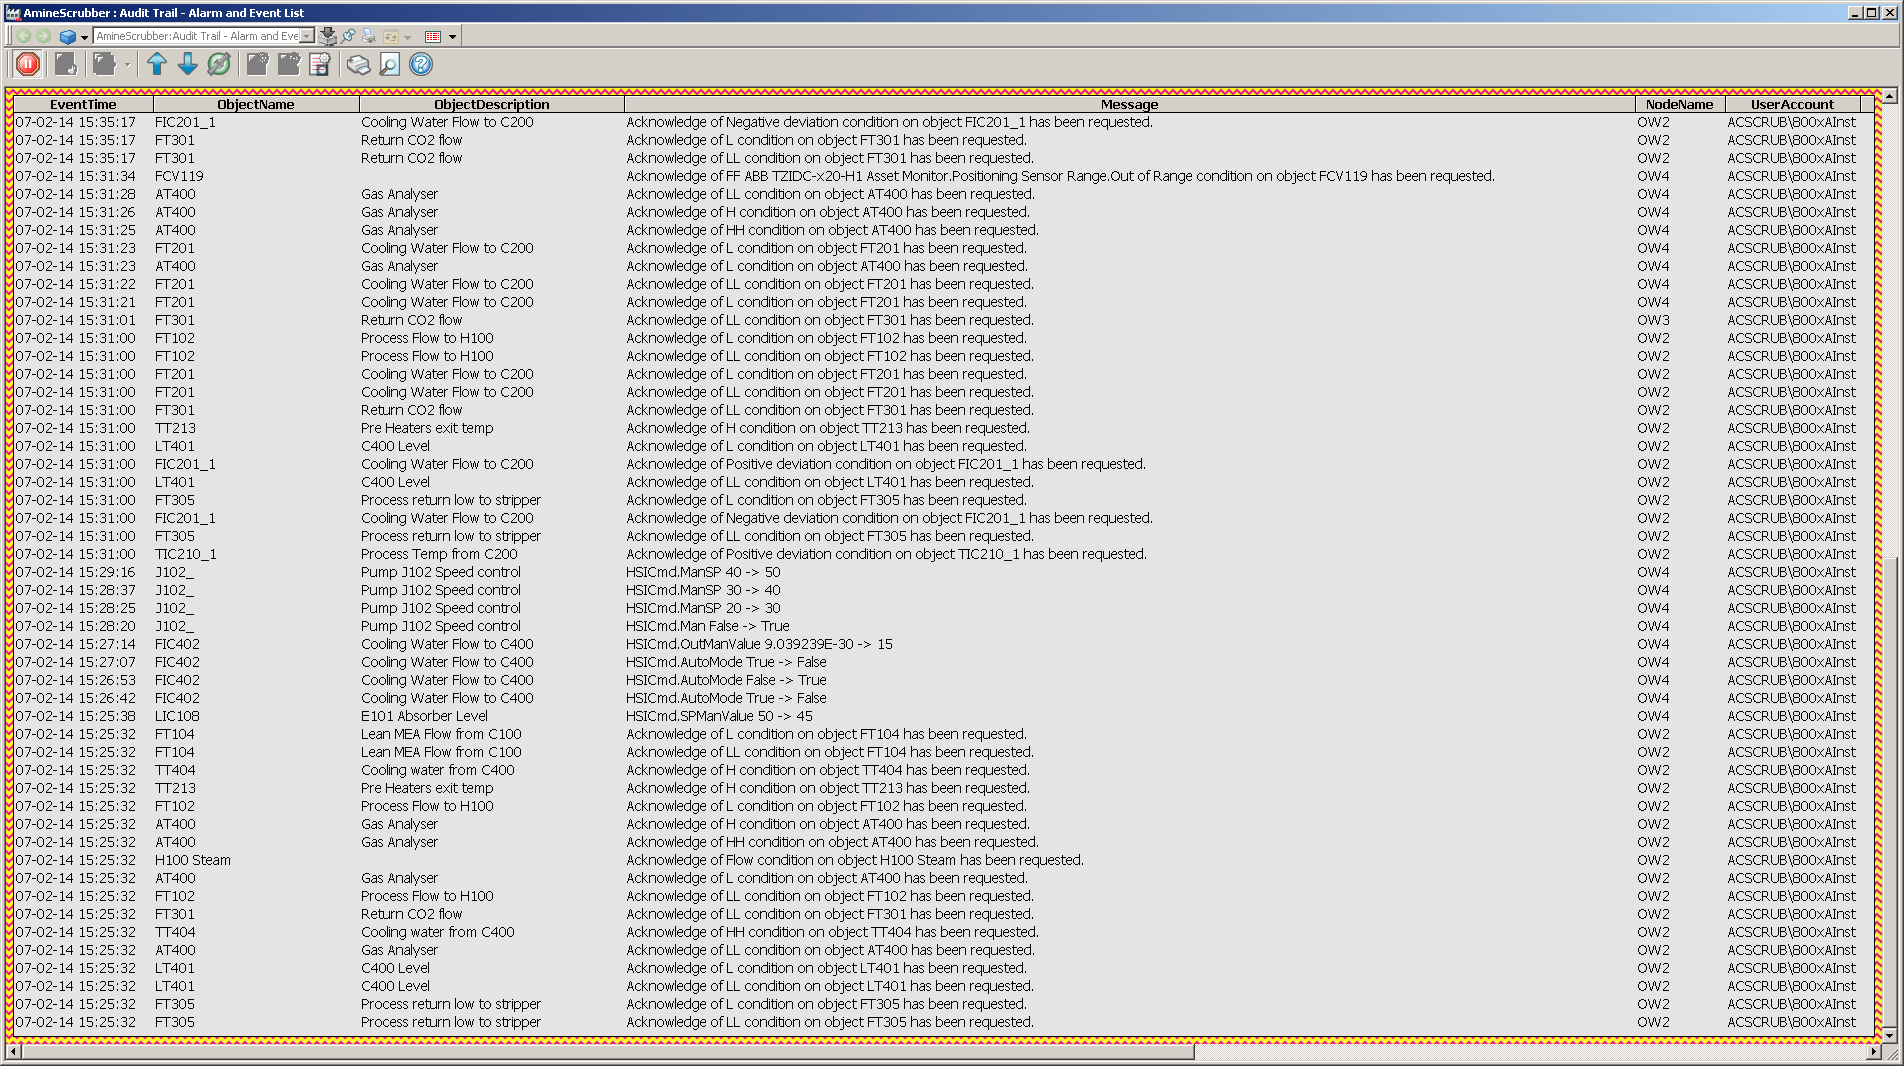 AmineScrubber : Audit Trail - Alarm and Event List
AmineScrubber:Audit Trail - Alarm and Eve
EventTime ObjectName ObjectDescription Message NodeName UserAccount
07-02-14 15:35:17 FIC201_1 Cooling Water Flow to C200 Acknowledge of Negative deviation condition on object FIC201_1 has been requested. OW2 ACSCRUB\800xAInst
07-02-14 15:35:17 FT301 Return CO2 flow Acknowledge of L condition on object FT301 has been requested. OW2 ACSCRUB\800xAInst
07-02-14 15:35:17 FT301 Return CO2 flow Acknowledge of LL condition on object FT301 has been requested. OW2 ACSCRUB\800xAInst
07-02-14 15:31:34 FCV119 Acknowledge of FF ABB TZIDC-x20-H1 Asset Monitor.Positioning Sensor Range.Out of Range condition on object FCV119 has been requested. OW4 ACSCRUB\800xAInst
07-02-14 15:31:28 AT400 Gas Analyser Acknowledge of LL condition on object AT400 has been requested. OW4 ACSCRUB\800xAInst
07-02-14 15:31:26 AT400 Gas Analyser Acknowledge of H condition on object AT400 has been requested. OW4 ACSCRUB\800xAInst
07-02-14 15:31:25 AT400 Gas Analyser Acknowledge of HH condition on object AT400 has been requested. OW4 ACSCRUB\800xAInst
07-02-14 15:31:23 FT201 Cooling Water Flow to C200 Acknowledge of L condition on object FT201 has been requested. OW4 ACSCRUB\800xAInst
07-02-14 15:31:23 AT400 Gas Analyser Acknowledge of L condition on object AT400 has been requested. OW4 ACSCRUB\800xAInst
07-02-14 15:31:22 FT201 Cooling Water Flow to C200 Acknowledge of LL condition on object FT201 has been requested. OW4 ACSCRUB\800xAInst
07-02-14 15:31:21 FT201 Cooling Water Flow to C200 Acknowledge of L condition on object FT201 has been requested. OW4 ACSCRUB\800xAInst
07-02-14 15:31:01 FT301 Return CO2 flow Acknowledge of LL condition on object FT301 has been requested. OW3 ACSCRUB\800xAInst
07-02-14 15:31:00 FT102 Process Flow to H100 Acknowledge of L condition on object FT102 has been requested. OW2 ACSCRUB\800xAInst
07-02-14 15:31:00 FT102 Process Flow to H100 Acknowledge of LL condition on object FT102 has been requested. OW2 ACSCRUB\800xAInst
07-02-14 15:31:00 FT201 Cooling Water Flow to C200 Acknowledge of L condition on object FT201 has been requested. OW2 ACSCRUB\800xAInst
07-02-14 15:31:00 FT201 Cooling Water Flow to C200 Acknowledge of LL condition on object FT201 has been requested. OW2 ACSCRUB\800xAInst
07-02-14 15:31:00 FT301 Return CO2 flow Acknowledge of LL condition on object FT301 has been requested. OW2 ACSCRUB\800xAInst
07-02-14 15:31:00 TT213 Pre Heaters exit temp Acknowledge of H condition on object TT213 has been requested. OW2 ACSCRUB\800xAInst
07-02-14 15:31:00 LT401 C400 Level Acknowledge of L condition on object LT401 has been requested. OW2 ACSCRUB\800xAInst
07-02-14 15:31:00 FIC201_1 Cooling Water Flow to C200 Acknowledge of Positive deviation condition on object FIC201_1 has been requested. OW2 ACSCRUB\800xAInst
07-02-14 15:31:00 LT401 C400 Level Acknowledge of LL condition on object LT401 has been requested. OW2 ACSCRUB\800xAInst
07-02-14 15:31:00 FT305 Process return low to stripper Acknowledge of L condition on object FT305 has been requested. OW2 ACSCRUB\800xAInst
07-02-14 15:31:00 FIC201_1 Cooling Water Flow to C200 Acknowledge of Negative deviation condition on object FIC201_1 has been requested. OW2 ACSCRUB\800xAInst
07-02-14 15:31:00 FT305 Process return low to stripper Acknowledge of LL condition on object FT305 has been requested. OW2 ACSCRUB\800xAInst
07-02-14 15:31:00 TIC210_1 Process Temp from C200 Acknowledge of Positive deviation condition on object TIC210_1 has been requested. OW2 ACSCRUB\800xAInst
07-02-14 15:29:16 J102_ Pump J102 Speed control HSICmd.ManSP 40 -> 50 OW4 ACSCRUB\800xAInst
07-02-14 15:28:37 J102_ Pump J102 Speed control HSICmd.ManSP 30 -> 40 OW4 ACSCRUB\800xAInst
07-02-14 15:28:25 J102_ Pump J102 Speed control HSICmd.ManSP 20 -> 30 OW4 ACSCRUB\800xAInst
07-02-14 15:28:20 J102_ Pump J102 Speed control HSICmd.Man False -> True OW4 ACSCRUB\800xAInst
07-02-14 15:27:14 FIC402 Cooling Water Flow to C400 HSICmd.OutManValue 9.039239E-30 -> 15 OW4 ACSCRUB\800xAInst
07-02-14 15:27:07 FIC402 Cooling Water Flow to C400 HSICmd.AutoMode True -> False OW4 ACSCRUB\800xAInst
07-02-14 15:26:53 FIC402 Cooling Water Flow to C400 HSICmd.AutoMode False -> True OW4 ACSCRUB\800xAInst
07-02-14 15:26:42 FIC402 Cooling Water Flow to C400 HSICmd.AutoMode True -> False OW4 ACSCRUB\800xAInst
07-02-14 15:25:38 LIC108 E101 Absorber Level HSICmd.SPManValue 50 -> 45 OW4 ACSCRUB\800xAInst
07-02-14 15:25:32 FT104 Lean MEA Flow from C100 Acknowledge of L condition on object FT104 has been requested. OW2 ACSCRUB\800xAInst
07-02-14 15:25:32 FT104 Lean MEA Flow from C100 Acknowledge of LL condition on object FT104 has been requested. OW2 ACSCRUB\800xAInst
07-02-14 15:25:32 TT404 Cooling water from C400 Acknowledge of H condition on object TT404 has been requested. OW2 ACSCRUB\800xAInst
07-02-14 15:25:32 TT213 Pre Heaters exit temp Acknowledge of H condition on object TT213 has been requested. OW2 ACSCRUB\800xAInst
07-02-14 15:25:32 FT102 Process Flow to H100 Acknowledge of L condition on object FT102 has been requested. OW2 ACSCRUB\800xAInst
07-02-14 15:25:32 AT400 Gas Analyser Acknowledge of H condition on object AT400 has been requested. OW2 ACSCRUB\800xAInst
07-02-14 15:25:32 AT400 Gas Analyser Acknowledge of HH condition on object AT400 has been requested. OW2 ACSCRUB\800xAInst
07-02-14 15:25:32 H100 Steam Acknowledge of Flow condition on object H100 Steam has been requested. OW2 ACSCRUB\800xAInst
07-02-14 15:25:32 AT400 Gas Analyser Acknowledge of L condition on object AT400 has been requested. OW2 ACSCRUB\800xAInst
07-02-14 15:25:32 FT102 Process Flow to H100 Acknowledge of LL condition on object FT102 has been requested. OW2 ACSCRUB\800xAInst
07-02-14 15:25:32 FT301 Return CO2 flow Acknowledge of LL condition on object FT301 has been requested. OW2 ACSCRUB\800xAInst
07-02-14 15:25:32 TT404 Cooling water from C400 Acknowledge of HH condition on object TT404 has been requested. OW2 ACSCRUB\800xAInst
07-02-14 15:25:32 AT400 Gas Analyser Acknowledge of LL condition on object AT400 has been requested. OW2 ACSCRUB\800xAInst
07-02-14 15:25:32 LT401 C400 Level Acknowledge of L condition on object LT401 has been requested. OW2 ACSCRUB\800xAInst
07-02-14 15:25:32 LT401 C400 Level Acknowledge of LL condition on object LT401 has been requested. OW2 ACSCRUB\800xAInst
07-02-14 15:25:32 FT305 Process return low to stripper Acknowledge of L condition on object FT305 has been requested. OW2 ACSCRUB\800xAInst
07-02-14 15:25:32 FT305 Process return low to stripper Acknowledge of LL condition on object FT305 has been requested. OW2 ACSCRUB\800xAInst